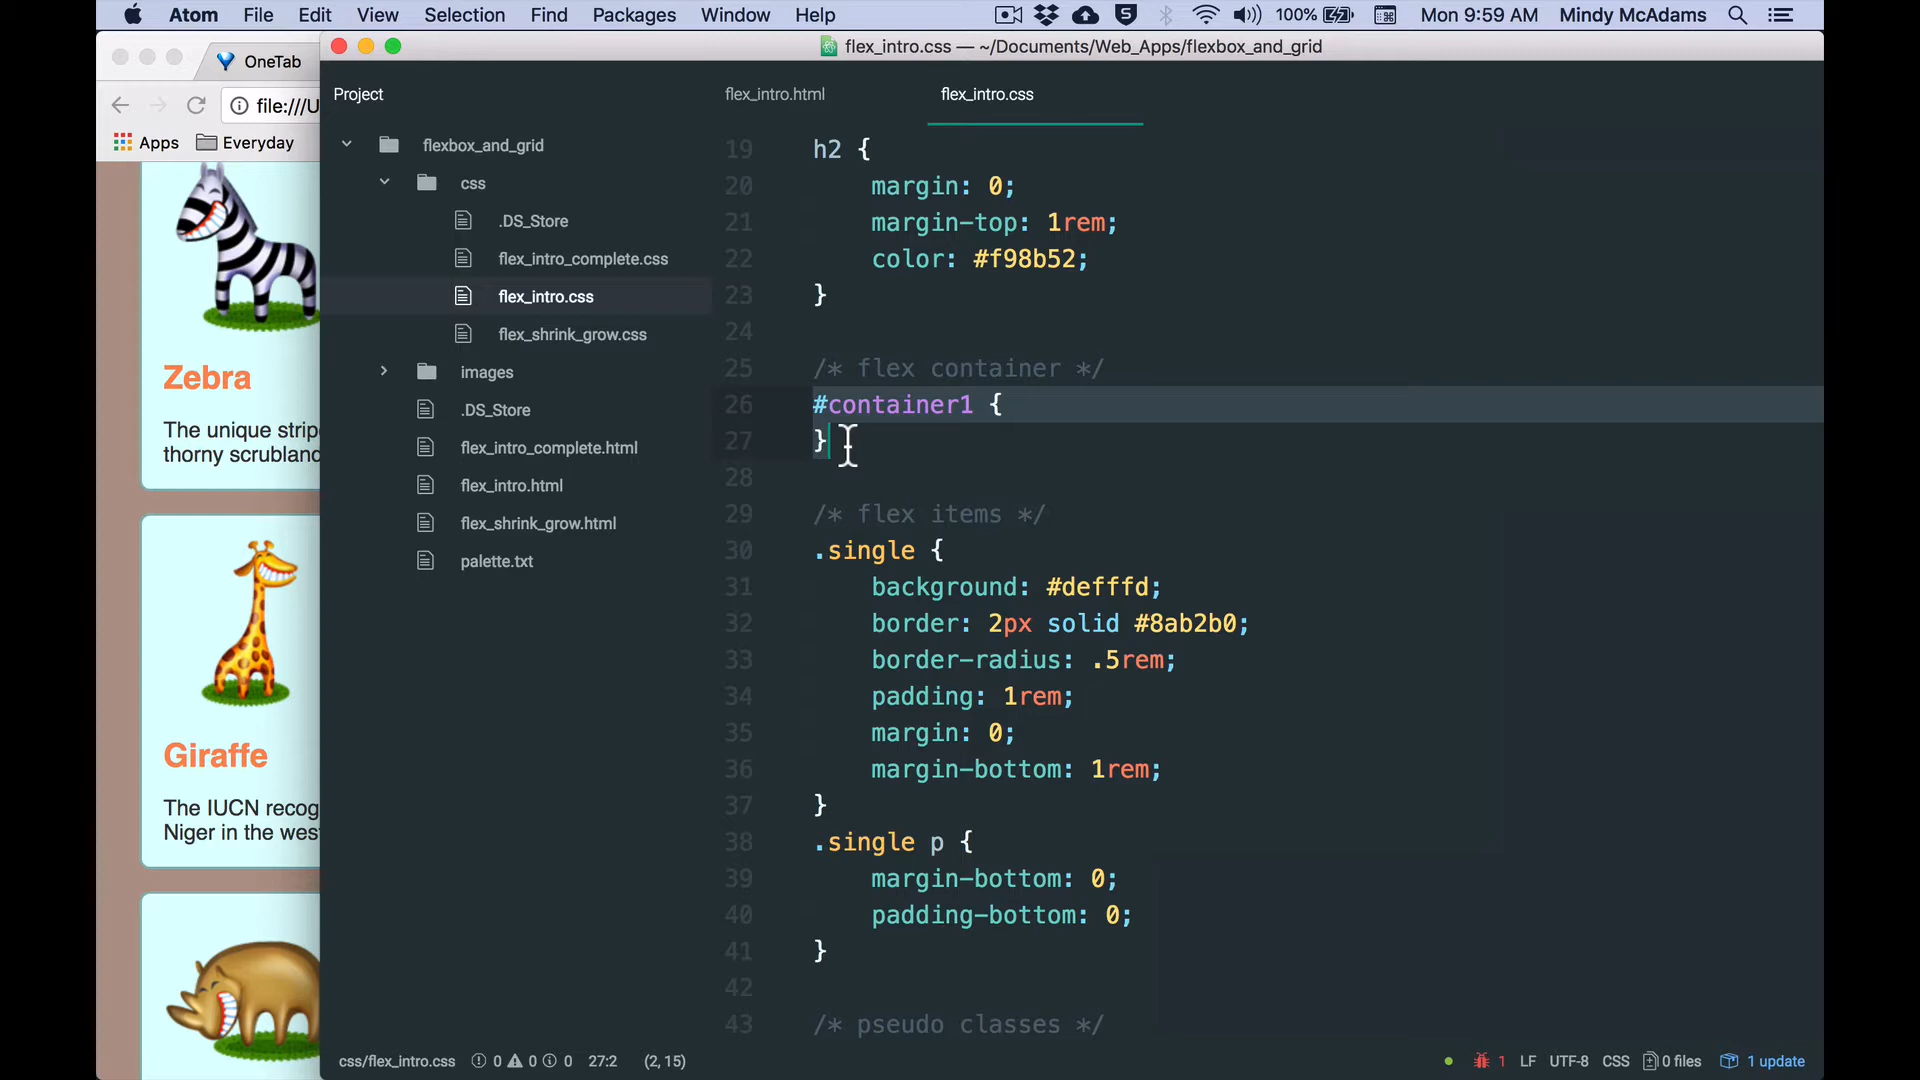 Atom File Edit View Selection Find Packages Window Help 100% Mon 9:59 AM Mindy McAdams
flex_intro.css — ~/Documents/Web_Apps/flexbox_and_grid
OneTab
file:///U
Apps Everyday
Zebra
The unique stripe
thorny scrubland
Giraffe
The IUCN recog
Niger in the west
Project
flexbox_and_grid
css
.DS_Store
flex_intro_complete.css
flex_intro.css
flex_shrink_grow.css
images
.DS_Store
flex_intro_complete.html
flex_intro.html
flex_shrink_grow.html
palette.txt
flex_intro.html flex_intro.css
19 h2 {
20 margin: 0;
21 margin-top: 1rem;
22 color: #f98b52;
23 }
24
25 /* flex container */
26 #container1 {
27 }
28
29 /* flex items */
30 .single {
31 background: #defffd;
32 border: 2px solid #8ab2b0;
33 border-radius: .5rem;
34 padding: 1rem;
35 margin: 0;
36 margin-bottom: 1rem;
37 }
38 .single p {
39 margin-bottom: 0;
40 padding-bottom: 0;
41 }
42
43 /* pseudo classes */
css/flex_intro.css 0 0 0 27:2 (2, 15) 1 LF UTF-8 CSS 0 files 1 update